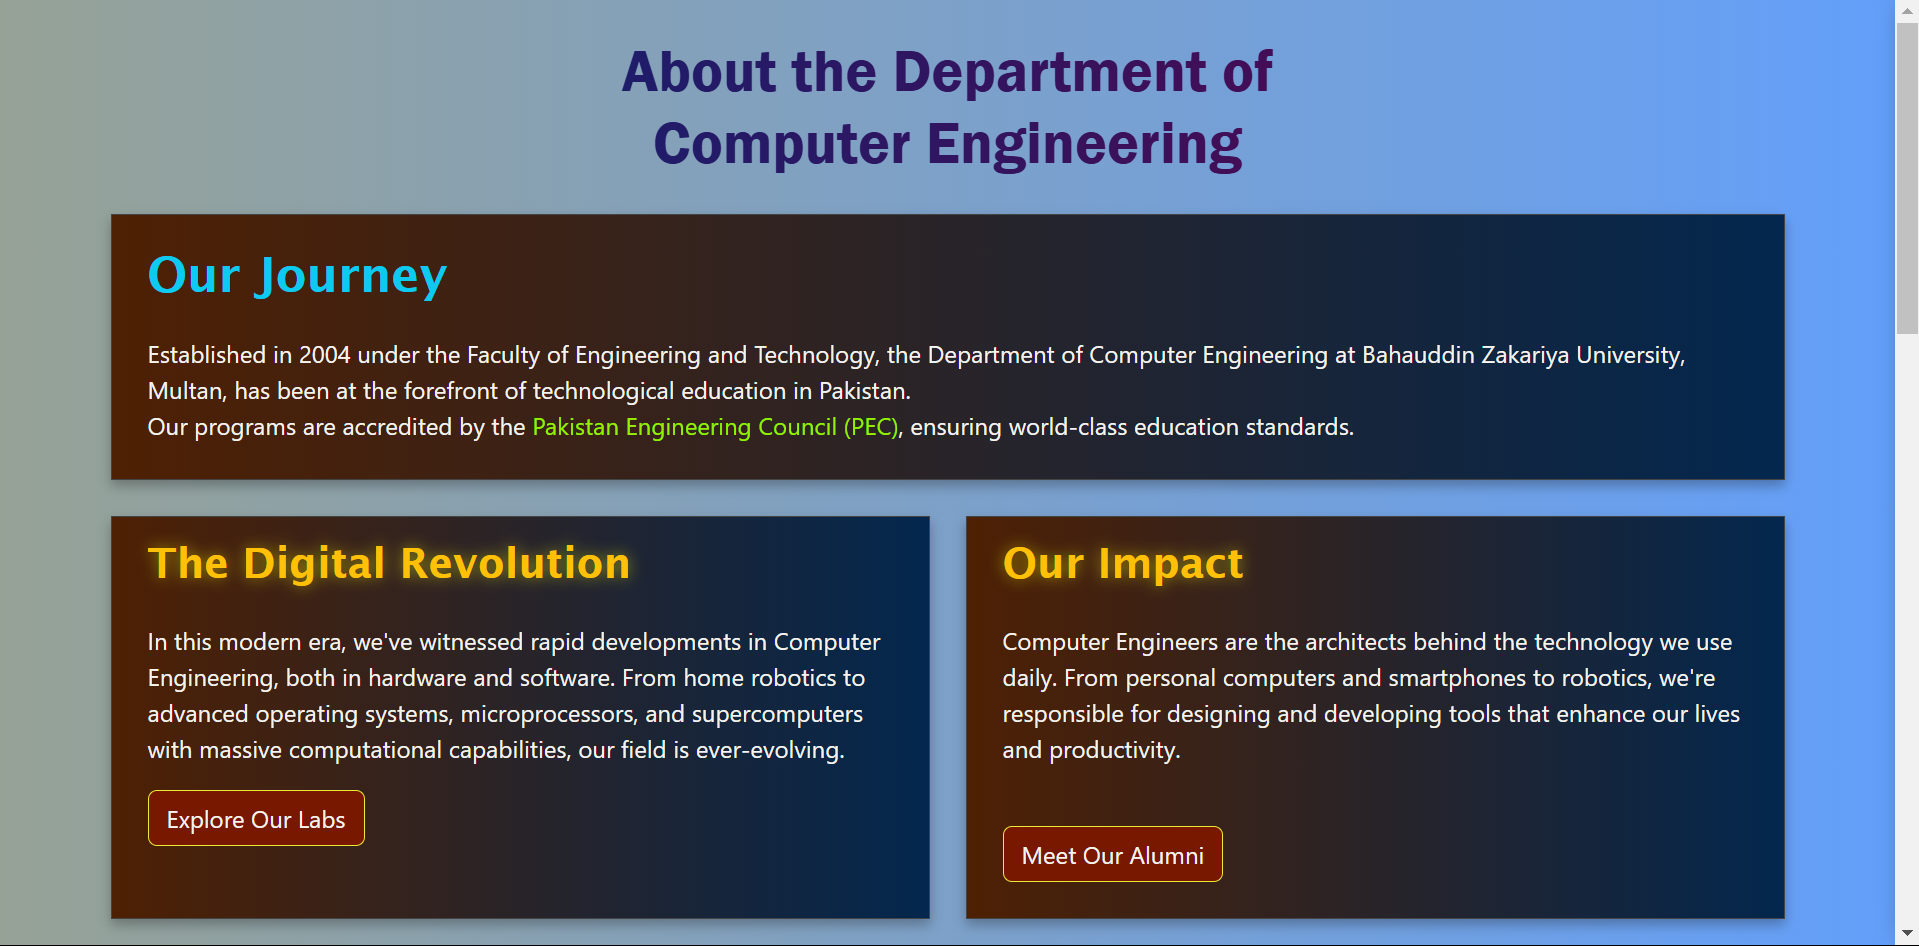 About the Department of
Computer Engineering
Our Journey
Established in 2004 under the Faculty of Engineering and Technology, the Department of Computer Engineering at Bahauddin Zakariya University,
Multan, has been at the forefront of technological education in Pakistan.
Our programs are accredited by the Pakistan Engineering Council (PEC), ensuring world-class education standards.
The Digital Revolution
In this modern era, we've witnessed rapid developments in Computer
Engineering, both in hardware and software. From home robotics to
advanced operating systems, microprocessors, and supercomputers
with massive computational capabilities, our field is ever-evolving.
Explore Our Labs
Our Impact
Computer Engineers are the architects behind the technology we use
daily. From personal computers and smartphones to robotics, we're
responsible for designing and developing tools that enhance our lives
and productivity.
Meet Our Alumni